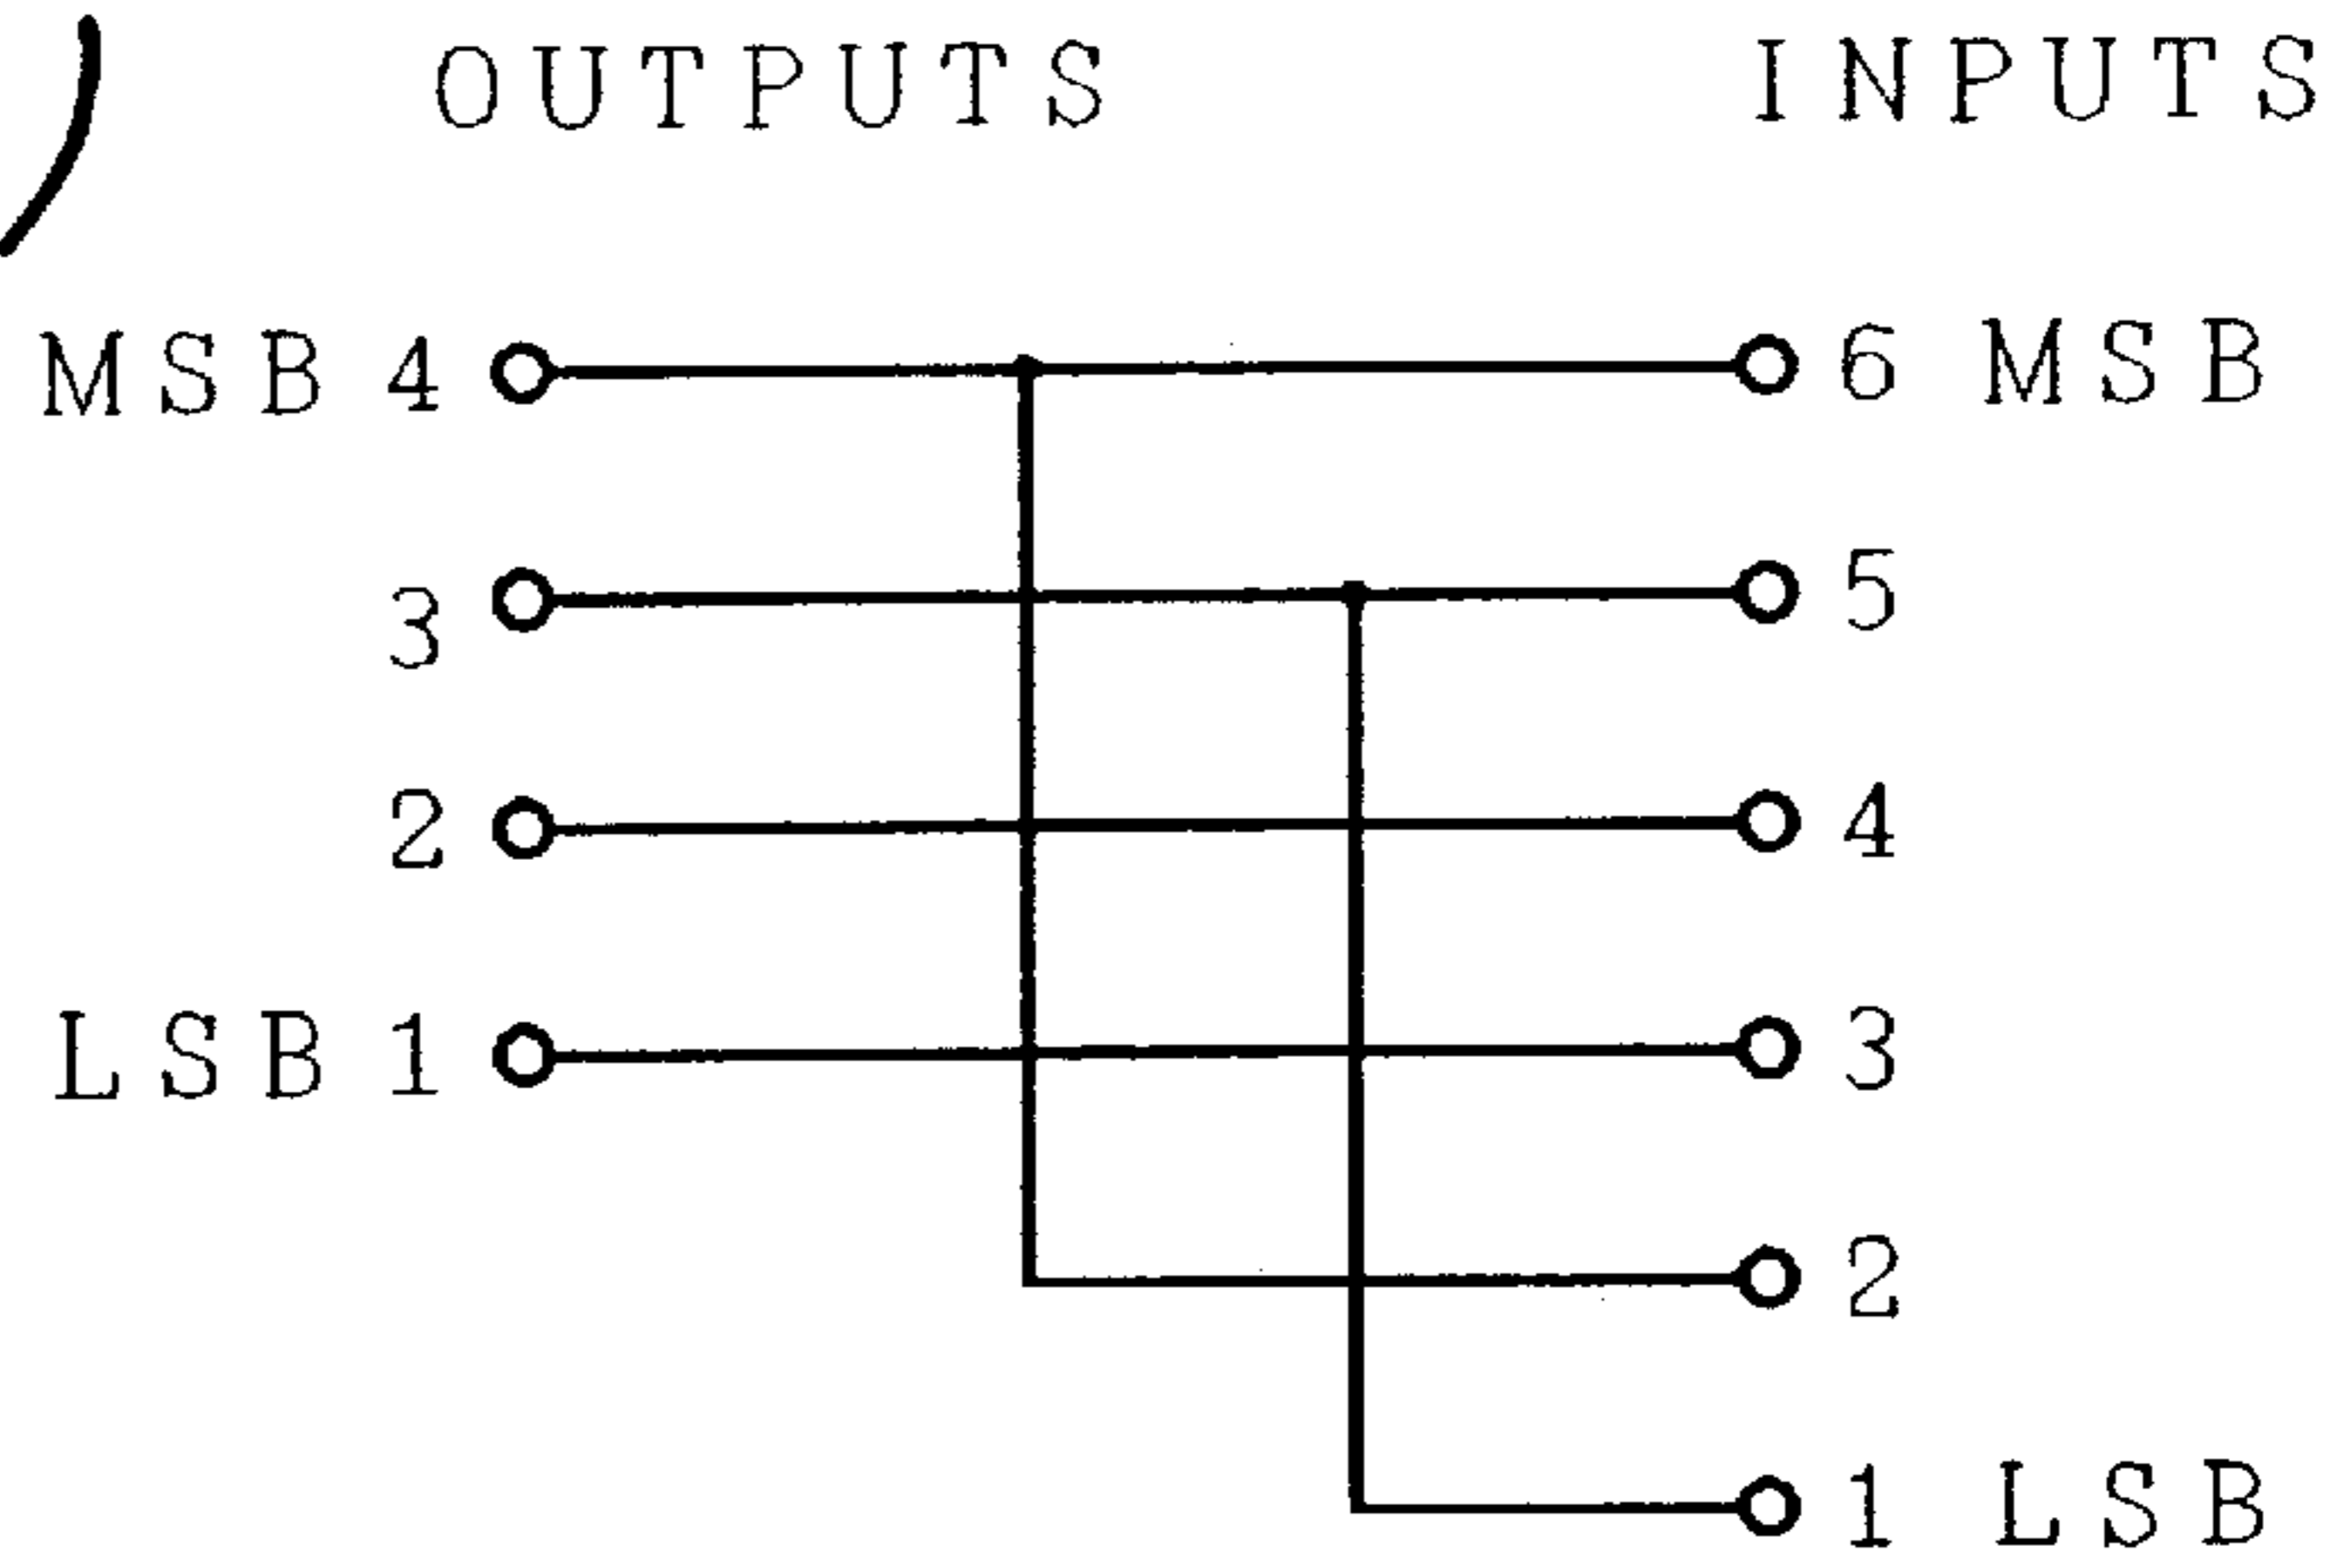 OUTPUTS INPUTS
MSB 4 6 MSB
3 5
2 4
LSB 1 3
2
1 LSB